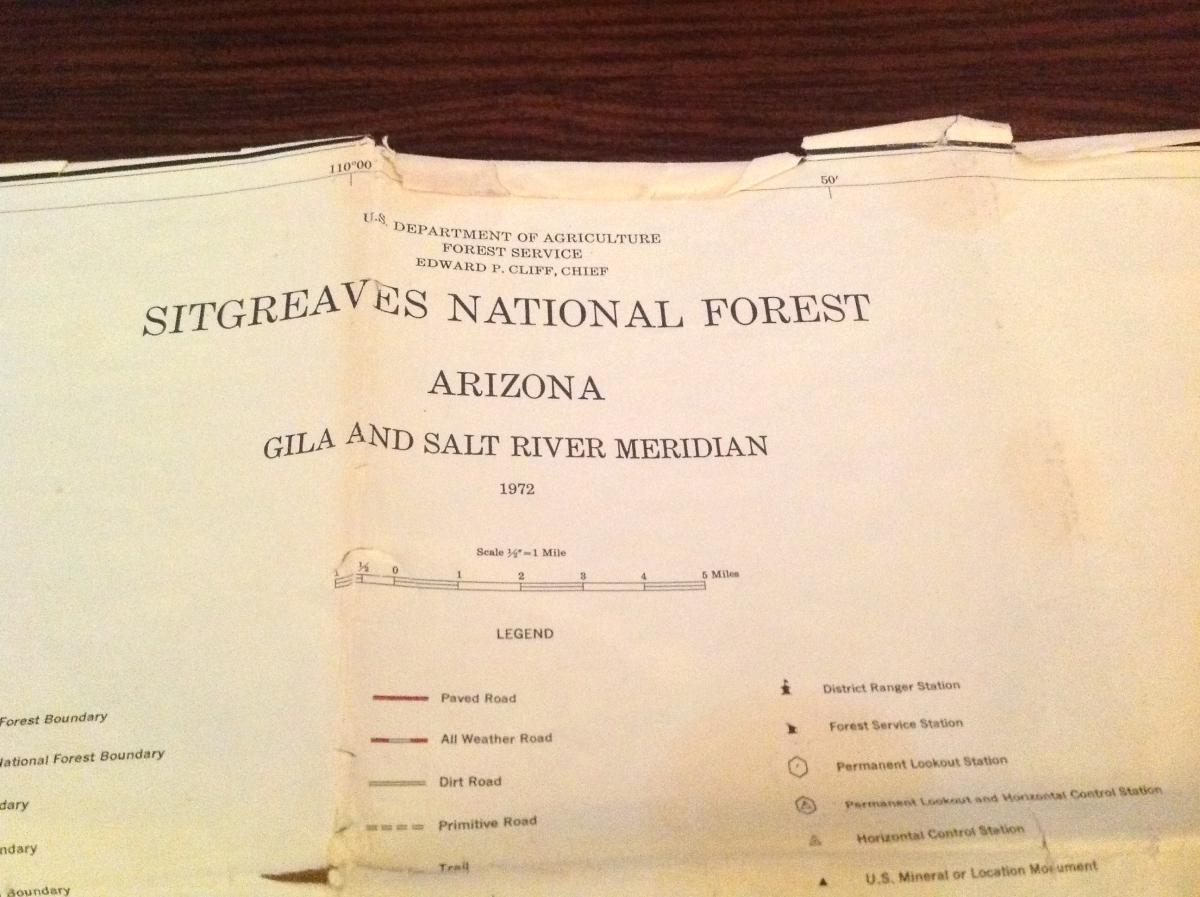 110°00
50'
U.S. DEPARTMENT OF AGRICULTURE
FOREST SERVICE
EDWARD P. CLIFF, CHIEF
SITGREAVES NATIONAL FOREST
ARIZONA
GILA AND SALT RIVER MERIDIAN
1972
Scale ½"=1 Mile
1 ½ 0 1 2 3 4 5 Miles
LEGEND
Forest Boundary
National Forest Boundary
dary
ndary
Boundary
Paved Road
All Weather Road
Dirt Road
Primitive Road
Trail
District Ranger Station
Forest Service Station
Permanent Lookout Station
Permanent Lookout and Horizontal Control Station
Horizontal Control Station
U.S. Mineral or Location Monument